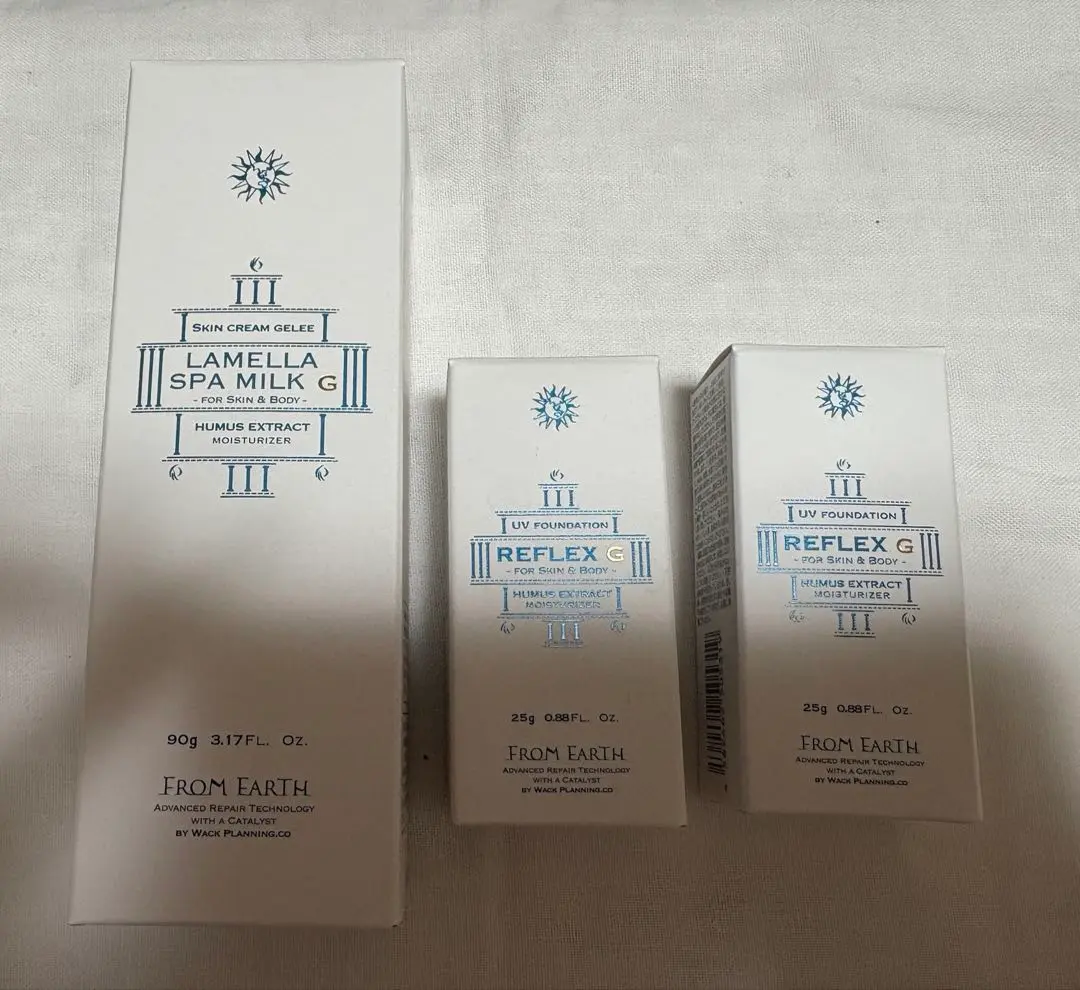 SKIN CREAM GELEE
LAMELLA
SPA MILK G
- FOR SKIN & BODY -
HUMUS EXTRACT
MOISTURIZER
90g 3.17FL. OZ.
FROM EARTH
ADVANCED REPAIR TECHNOLOGY
WITH A CATALYST
BY WACK PLANNING.CO
UV FOUNDATION
REFLEX G
- FOR SKIN & BODY -
HUMUS EXTRACT
MOISTURIZER
25g 0.88FL. OZ.
FROM EARTH
ADVANCED REPAIR TECHNOLOGY
WITH A CATALYST
BY WACK PLANNING.CO
UV FOUNDATION
REFLEX G
- FOR SKIN & BODY -
HUMUS EXTRACT
MOISTURIZER
25g 0.88FL. OZ.
FROM EARTH
ADVANCED REPAIR TECHNOLOGY
WITH A CATALYST
BY WACK PLANNING.CO